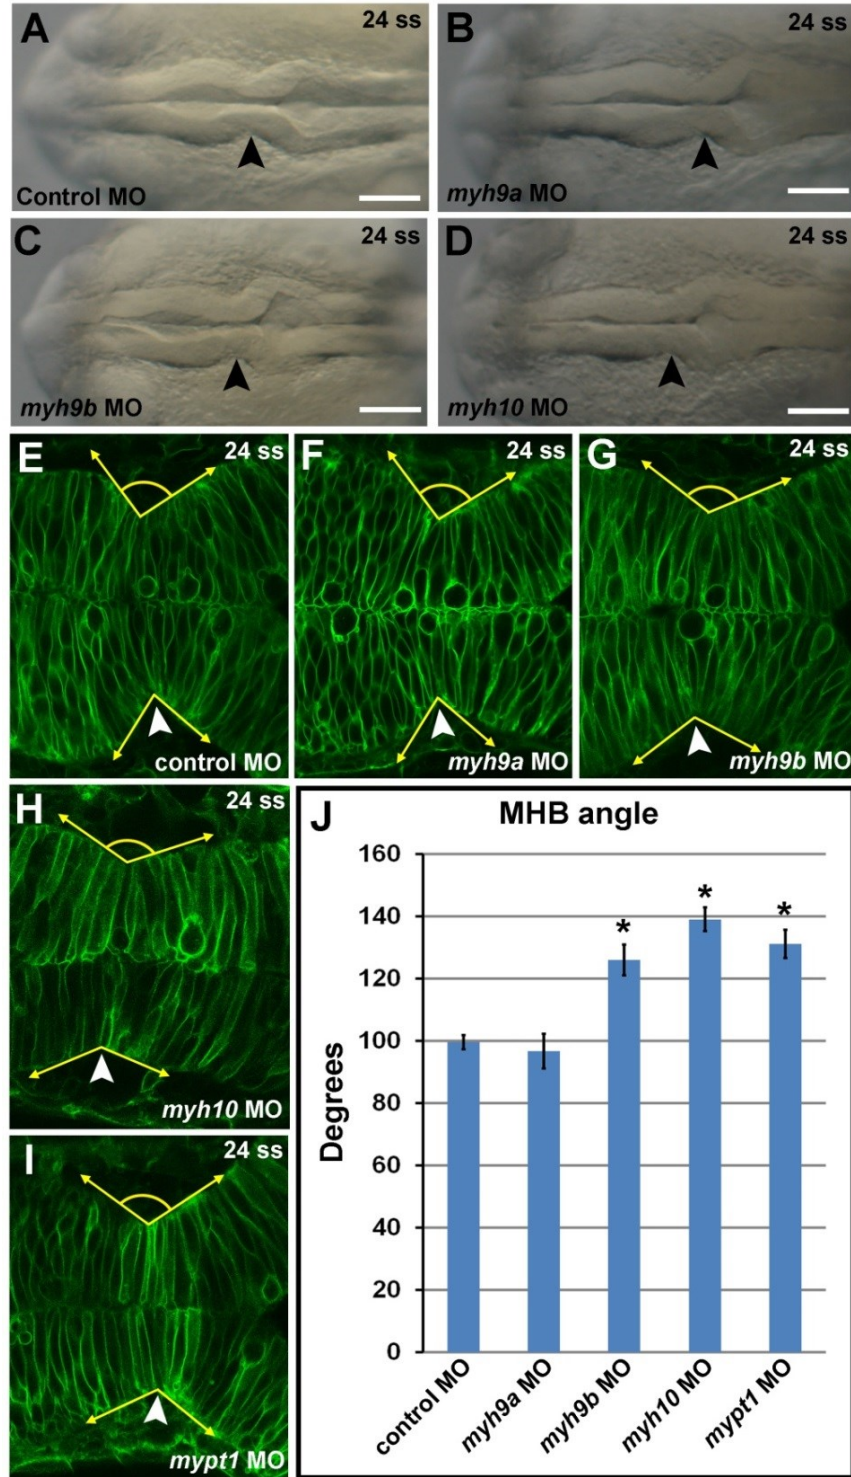 A
24 ss
Control MO
B
24 ss
myh9a MO
C
24 ss
myh9b MO
D
24 ss
myh10 MO
E
24 ss
control MO
F
24 ss
myh9a MO
G
24 ss
myh9b MO
H
24 ss
myh10 MO
I
24 ss
mypt1 MO
J
MHB angle
160
140
120
100
80
60
40
20
0
Degrees
*
*
*
control MO
myh9a MO
myh9b MO
myh10 MO
mypt1 MO